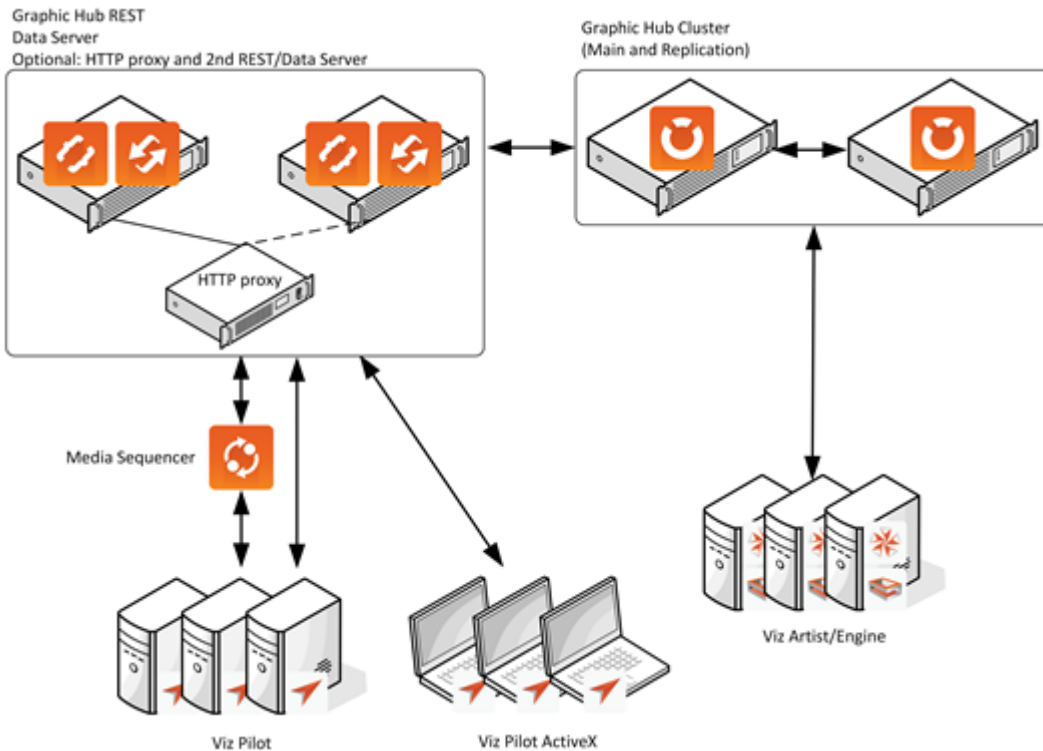 Graphic Hub REST
Data Server
Optional: HTTP proxy and 2nd REST/Data Server
Graphic Hub Cluster
(Main and Replication)
HTTP proxy
Media Sequencer
Viz Artist/Engine
Viz Pilot
Viz Pilot ActiveX